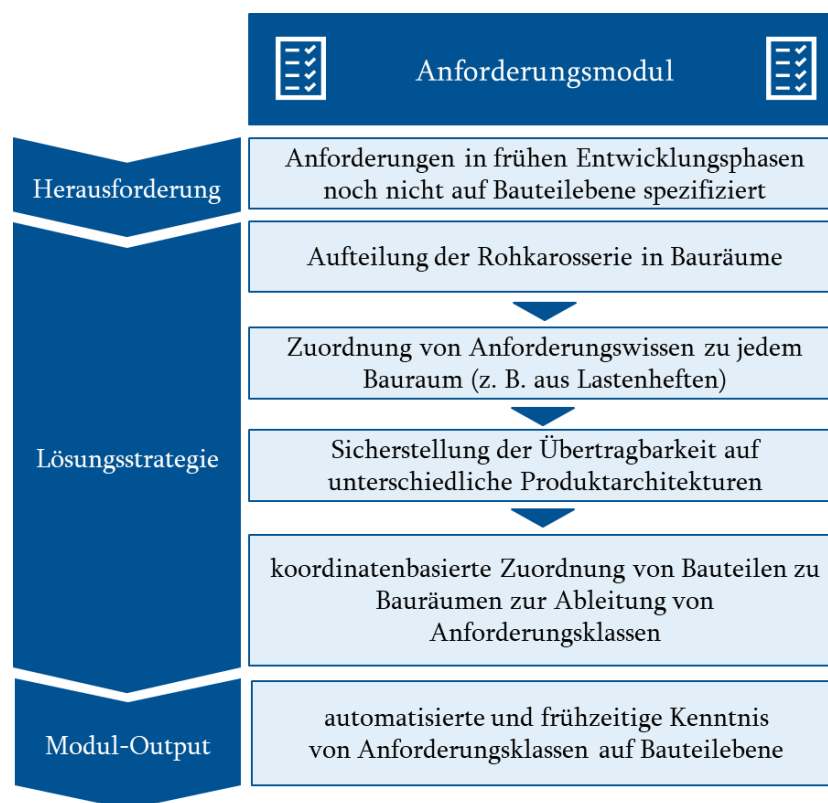 Anforderungsmodul
Herausforderung
Anforderungen in frühen Entwicklungsphasen
noch nicht auf Bauteilebene spezifiziert
Lösungsstrategie
Aufteilung der Rohkarosserie in Bauräume
Zuordnung von Anforderungswissen zu jedem
Bauraum (z. B. aus Lastenheften)
Sicherstellung der Übertragbarkeit auf
unterschiedliche Produktarchitekturen
koordinatenbasierte Zuordnung von Bauteilen zu
Bauräumen zur Ableitung von
Anforderungsklassen
Modul-Output
automatisierte und frühzeitige Kenntnis
von Anforderungsklassen auf Bauteilebene